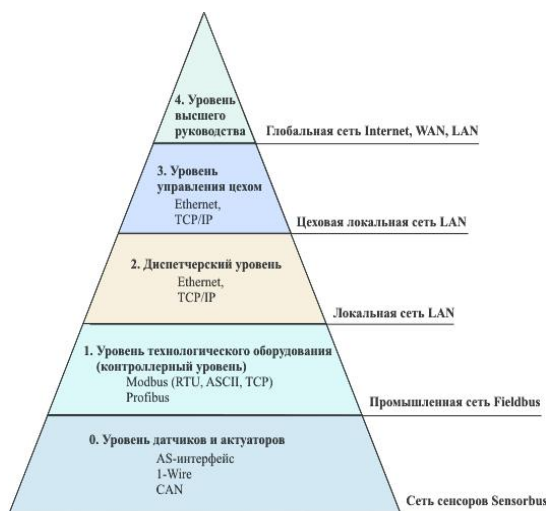 4. Уровень
высшего
руководства
Глобальная сеть Internet, WAN, LAN
3. Уровень
управления цехом
Ethernet,
TCP/IP
Цеховая локальная сеть LAN
2. Диспетчерский уровень
Ethernet,
TCP/IP
Локальная сеть LAN
1. Уровень технологического оборудования
(контроллерный уровень)
Modbus (RTU, ASCII, TCP)
Profibus
Промышленная сеть Fieldbus
0. Уровень датчиков и актуаторов
AS-интерфейс
1-Wire
CAN
Сеть сенсоров Sensorbus